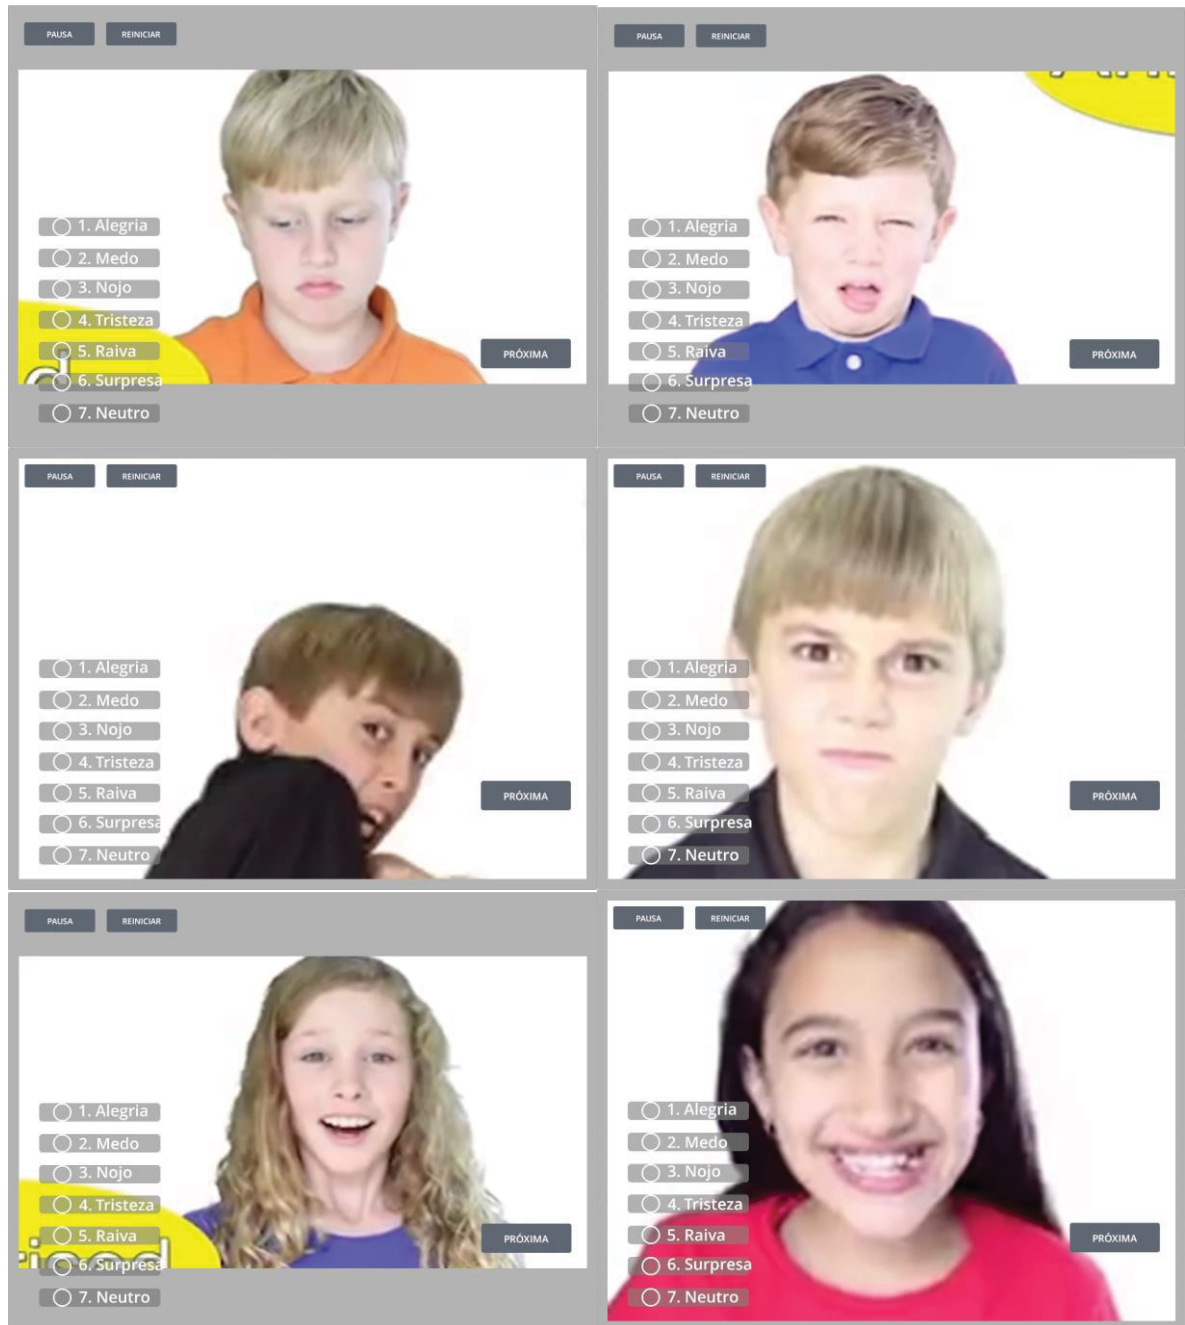 PAUSA REINICIAR
1. Alegria
2. Medo
3. Nojo
4. Tristeza
5. Raiva
6. Surpresa
7. Neutro
PRÓXIMA
PAUSA REINICIAR
1. Alegria
2. Medo
3. Nojo
4. Tristeza
5. Raiva
6. Surpresa
7. Neutro
PRÓXIMA
PAUSA REINICIAR
1. Alegria
2. Medo
3. Nojo
4. Tristeza
5. Raiva
6. Surpresa
7. Neutro
PRÓXIMA
PAUSA REINICIAR
1. Alegria
2. Medo
3. Nojo
4. Tristeza
5. Raiva
6. Surpresa
7. Neutro
PRÓXIMA
PAUSA REINICIAR
1. Alegria
2. Medo
3. Nojo
4. Tristeza
5. Raiva
6. Surpresa
7. Neutro
PRÓXIMA
PAUSA REINICIAR
1. Alegria
2. Medo
3. Nojo
4. Tristeza
5. Raiva
6. Surpresa
7. Neutro
PRÓXIMA